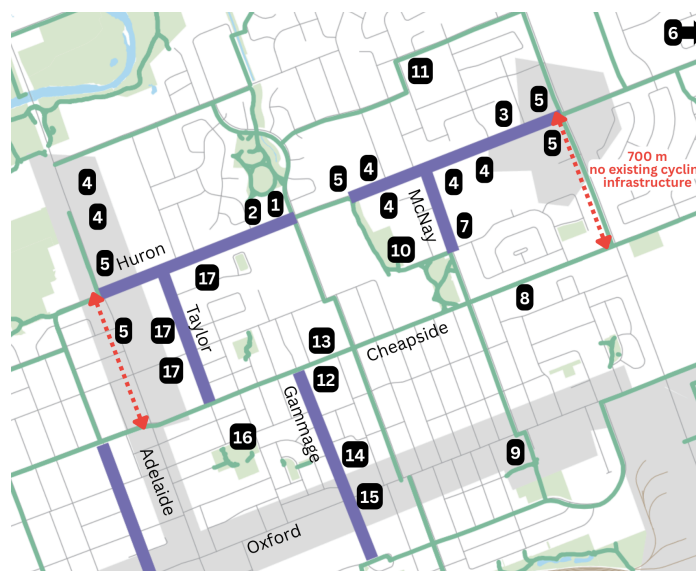 6
11
5
3
5
700 m
no existing cyclin
infrastructure
4
5
4
4
4
4
McNay
4
2
1
7
10
5
Huron
17
8
5
17
Taylor
13
Cheapside
17
12
Gammage
16
14
9
Adelaide
15
Oxford